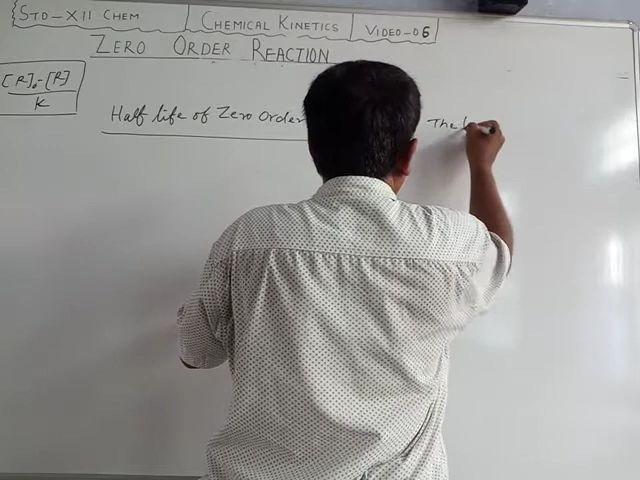 STD-XII CHEM CHEMICAL KINETICS VIDEO-06
ZERO ORDER REACTION
[R]₀-[R]
K
Half life of Zero Order The